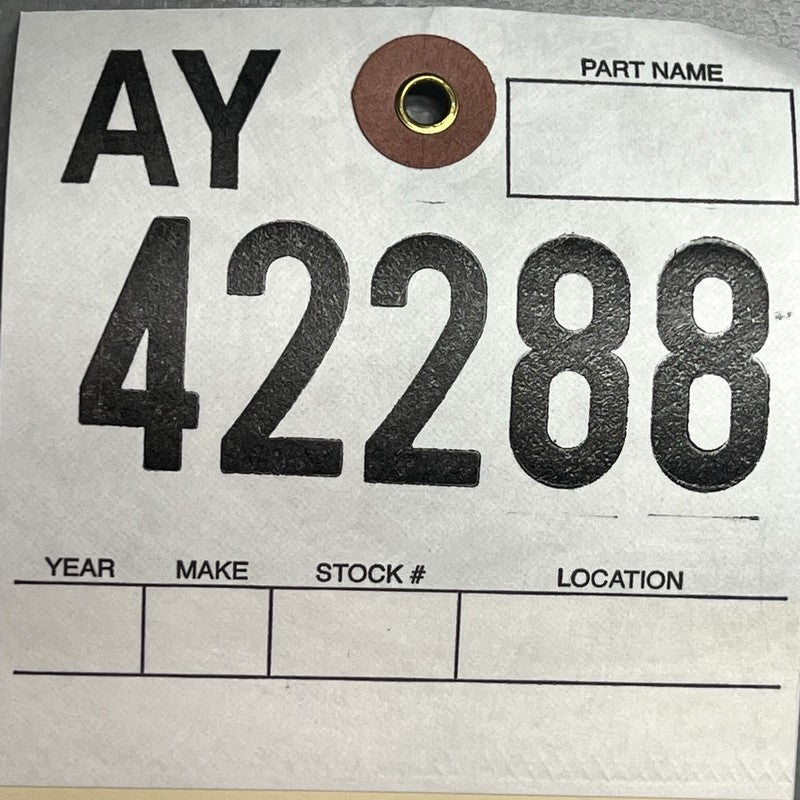 AY
PART NAME
42288
YEAR MAKE STOCK # LOCATION